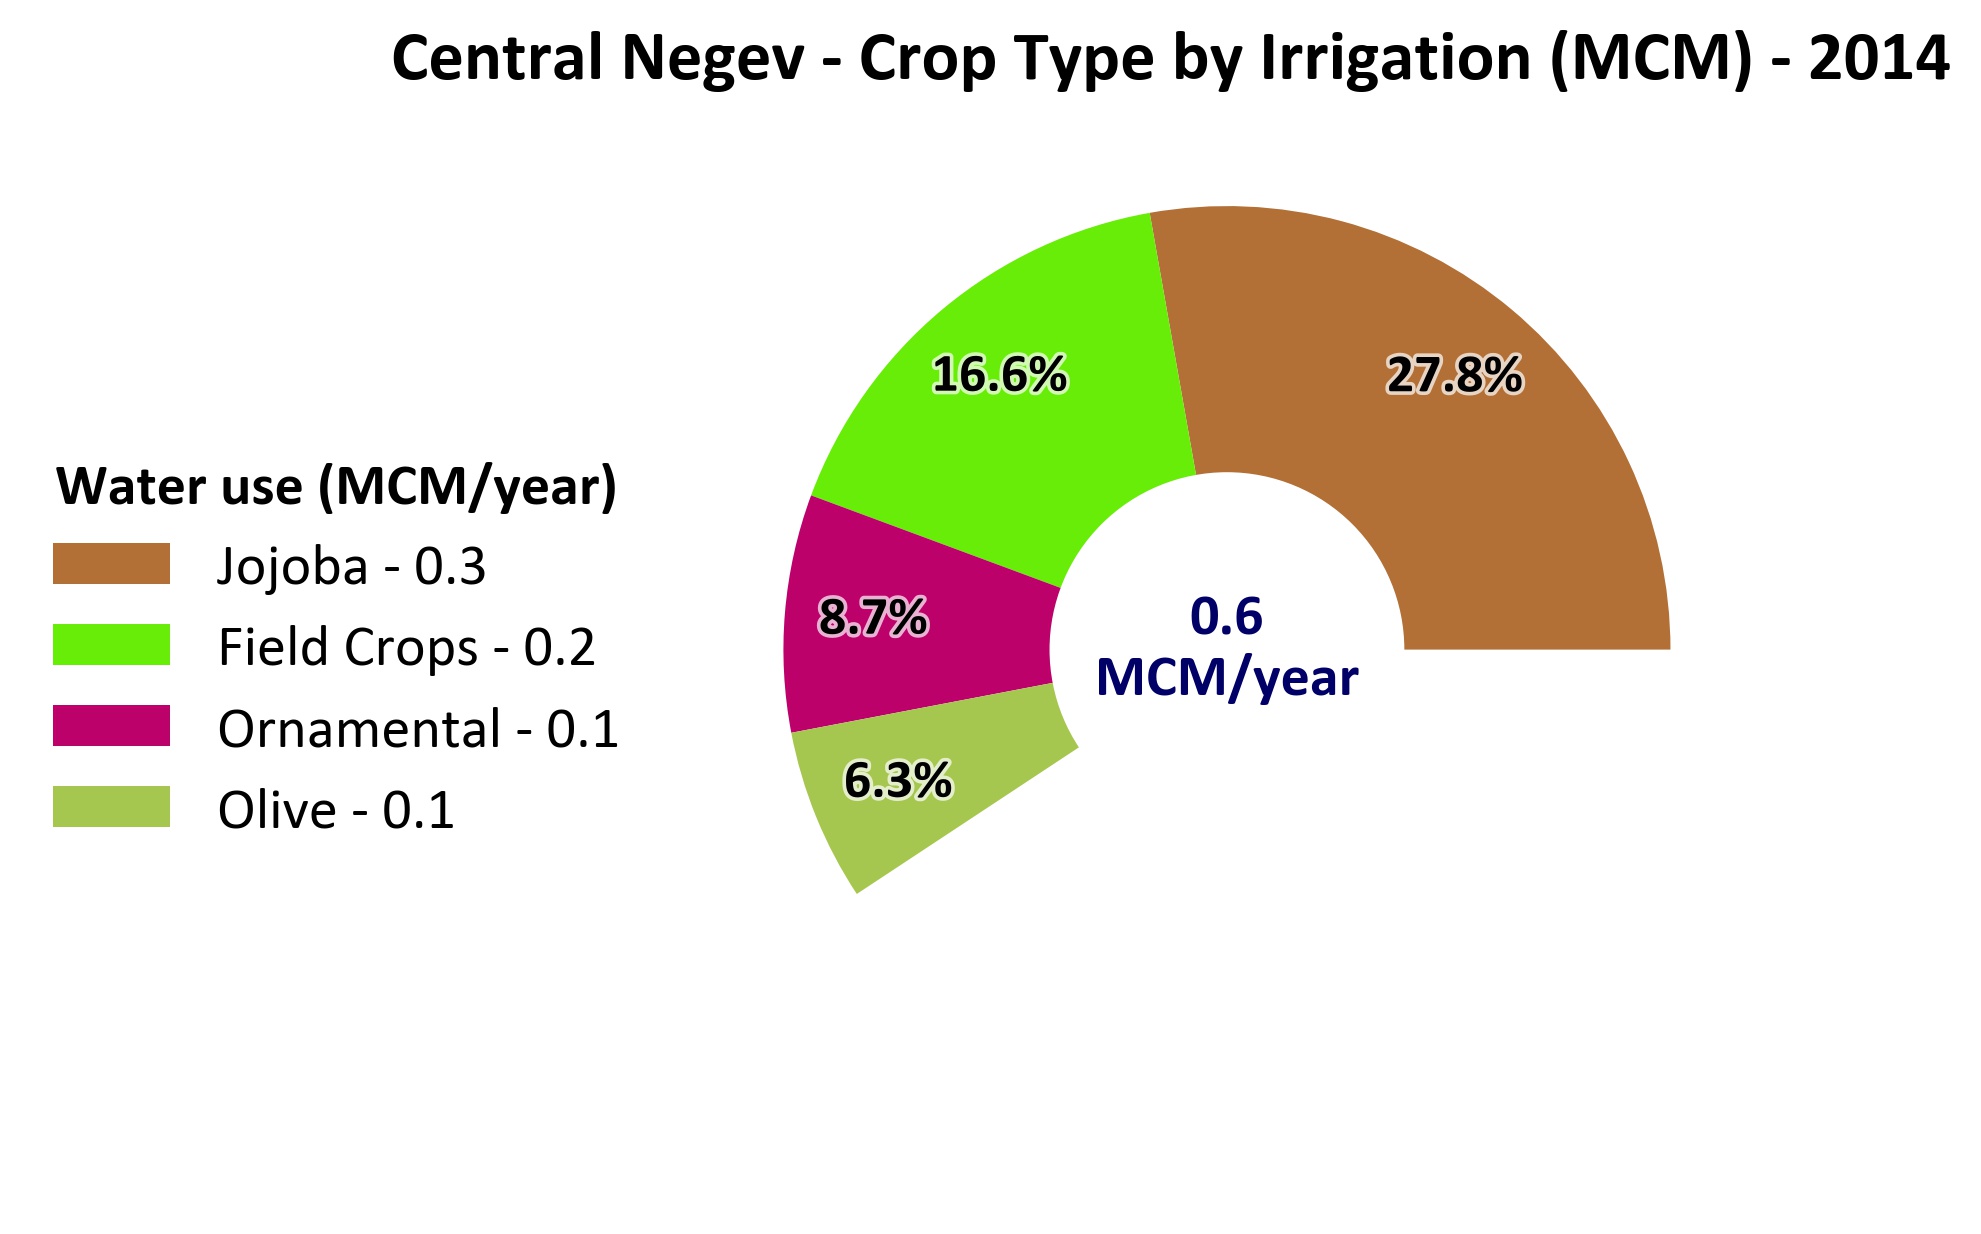 Central Negev - Crop Type by Irrigation (MCM) - 2014
27.8%
16.6%
8.7%
6.3%
0.6
MCM/year
Water use (MCM/year)
Jojoba - 0.3
Field Crops - 0.2
Ornamental - 0.1
Olive - 0.1